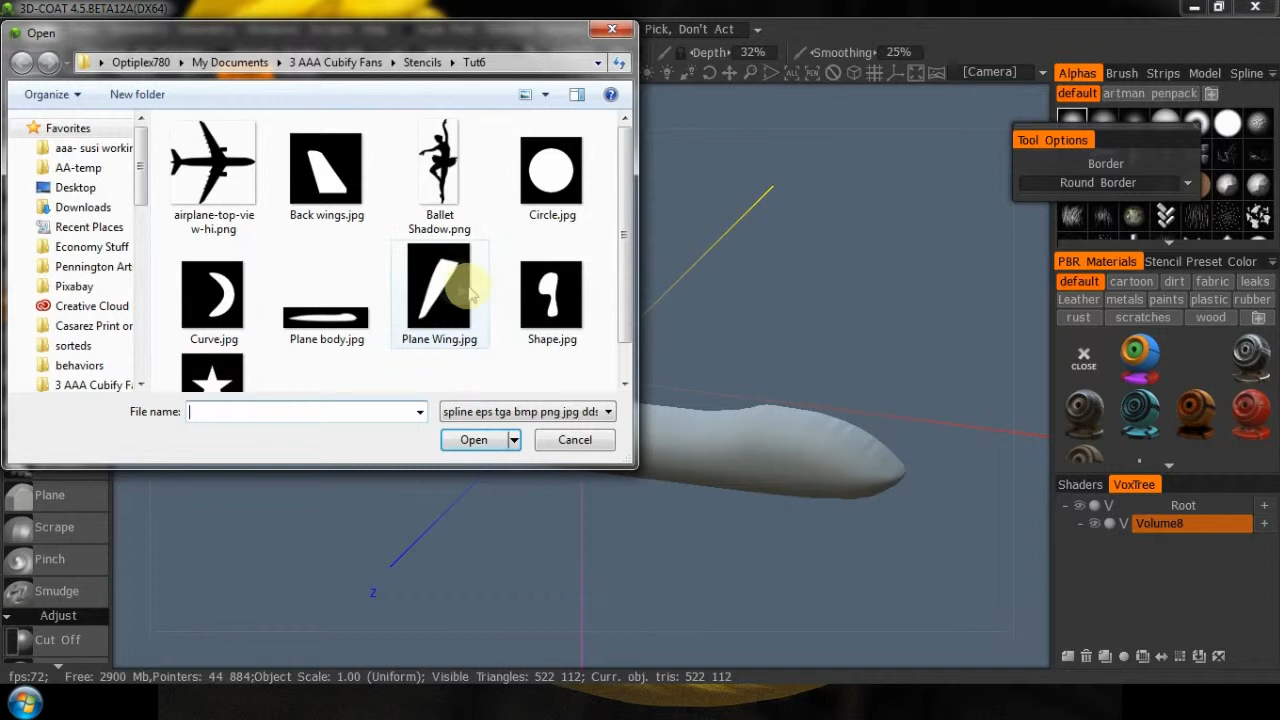 3D-COAT 4.5.BETA12A(DX64)
Open
Optiplex780 My Documents 3 AAA Cubify Fans Stencils Tut6
Organize New folder
Favorites
aaa- susi workin
AA-temp
Desktop
Downloads
Recent Places
Economy Stuff
Pennington Art
Pixabay
Creative Cloud
Casarez Print or
sorteds
behaviors
3 AAA Cubify Fa
airplane-top-vie
w-hi.png
Back wings.jpg
Ballet
Shadow.png
Circle.jpg
Curve.jpg
Plane body.jpg
Plane Wing.jpg
Shape.jpg
File name:
spline eps tga bmp png jpg dds
Open
Cancel
Pick, Don't Act
Depth: 32% Smoothing: 25%
[Camera]
Alphas Brush Strips Model Spline
default artman penpack
Tool Options
Border
Round Border
PBR Materials Stencil Color
default cartoon dirt fabric leaks
Leather metals paints plastic rubber
rust scratches wood
CLOSE
Shaders VoxTree
V Root +
V Volume8 +
Plane
Scrape
Pinch
Smudge
Adjust
Cut Off
Z
fps:72; Free: 2900 Mb,Pointers: 44 884;Object Scale: 1.00 (Uniform); Visible Triangles: 522 112; Curr. obj. tris: 522 112